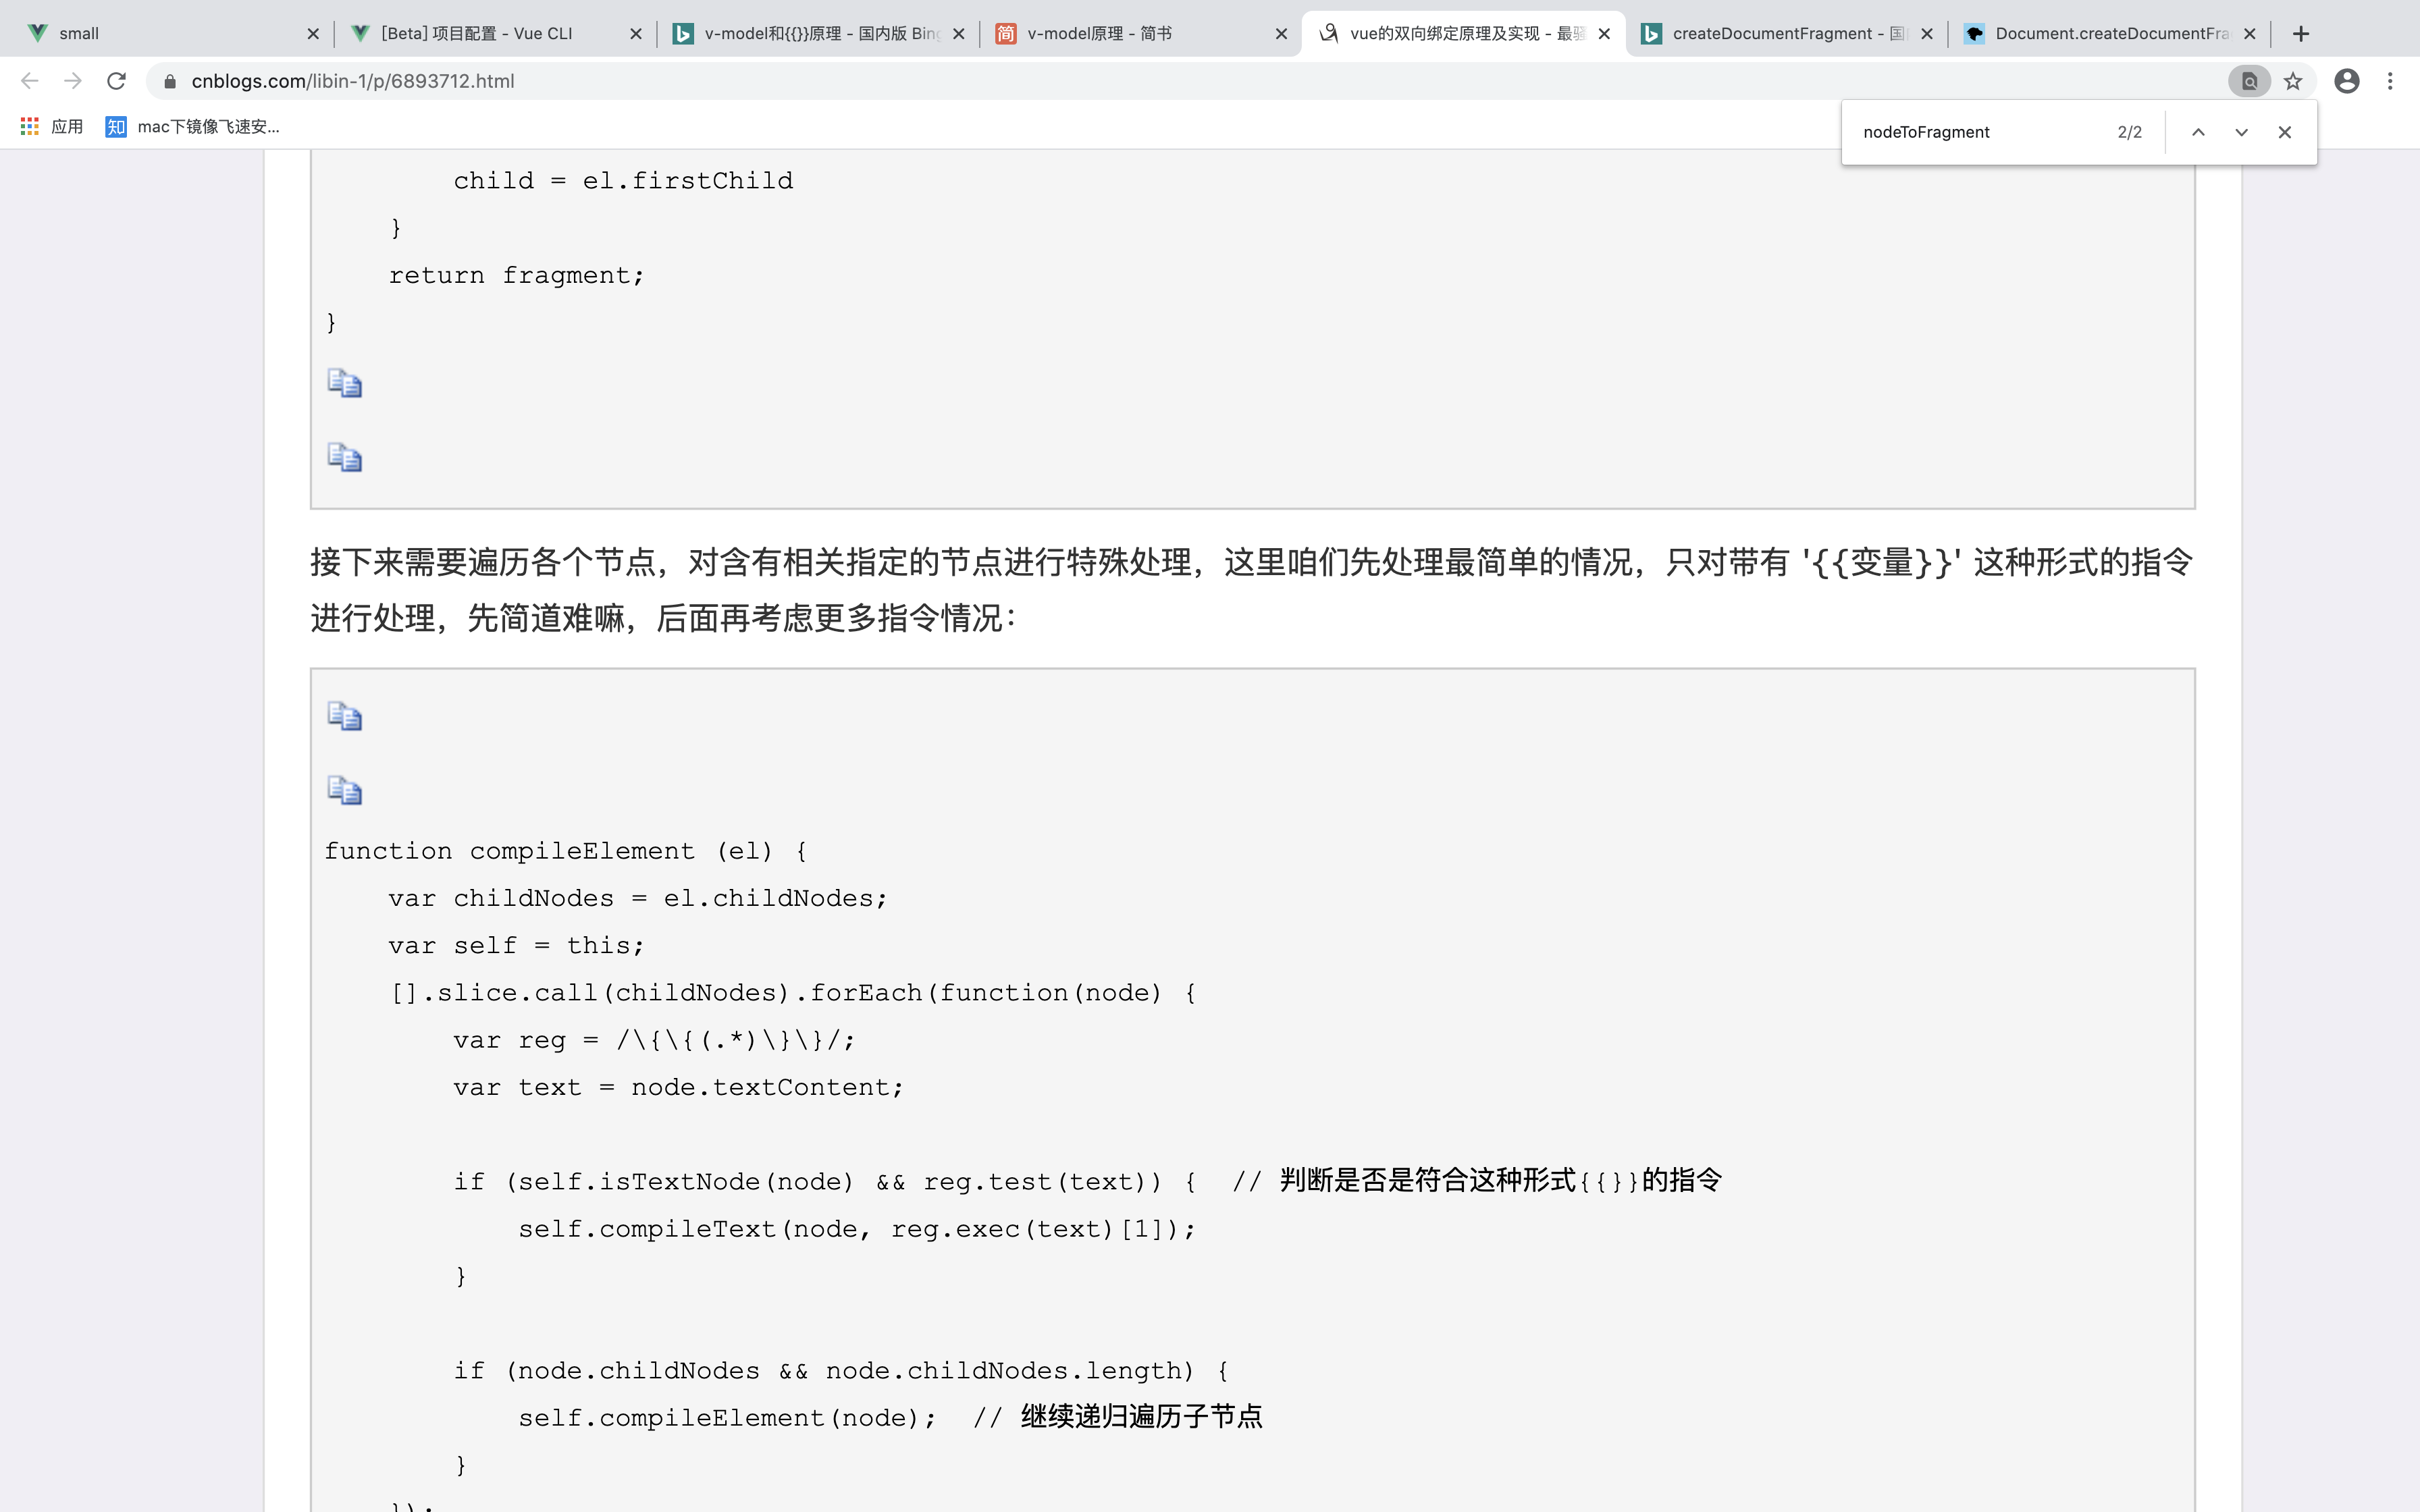 small
[Beta] 项目配置 - Vue CLI
v-model和{{}}原理 - 国内版 Bing
v-model原理 - 简书
vue的双向绑定原理及实现 - 最骚
createDocumentFragment - 国
Document.createDocumentFra
cnblogs.com/libin-1/p/6893712.html
应用
知 mac下镜像飞速安...
nodeToFragment 2/2
child = el.firstChild
}
return fragment;
}
接下来需要遍历各个节点，对含有相关指定的节点进行特殊处理，这里咱们先处理最简单的情况，只对带有 '{{变量}}' 这种形式的指令
进行处理，先简道难嘛，后面再考虑更多指令情况：
function compileElement (el) {
var childNodes = el.childNodes;
var self = this;
[].slice.call(childNodes).forEach(function(node) {
var reg = /\{\{(.*)\}\}/;
var text = node.textContent;
if (self.isTextNode(node) && reg.test(text)) {  // 判断是否是符合这种形式{{}}的指令
self.compileText(node, reg.exec(text)[1]);
}
if (node.childNodes && node.childNodes.length) {
self.compileElement(node);  // 继续递归遍历子节点
}
});